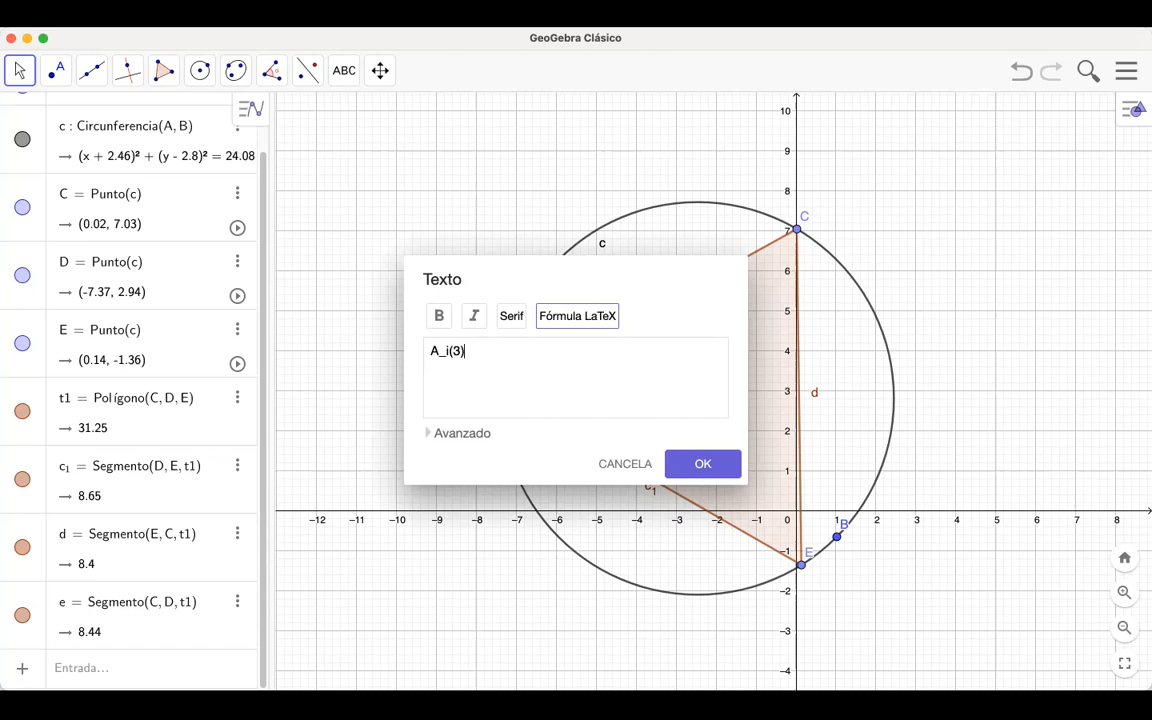 GeoGebra Clásico
A
ABC
c : Circunferencia(A, B)
→ (x + 2.46)² + (y - 2.8)² = 24.08
C = Punto(c)
→ (0.02, 7.03)
D = Punto(c)
→ (-7.37, 2.94)
E = Punto(c)
→ (0.14, -1.36)
t1 = Polígono(C, D, E)
→ 31.25
c₁ = Segmento(D, E, t1)
→ 8.65
d = Segmento(E, C, t1)
→ 8.4
e = Segmento(C, D, t1)
→ 8.44
+ Entrada…
Texto
B I Serif Fórmula LaTeX
A_i(3)
Avanzado
CANCELA OK
10
9
8
7
6
5
4
3
2
1
−1
−2
−3
−4
−12 −11 −10 −9 −8 −7 −6 −5 −4 −3 −2 −1 0 1 2 3 4 5 6 7 8
c
C
d
c₁
B
E